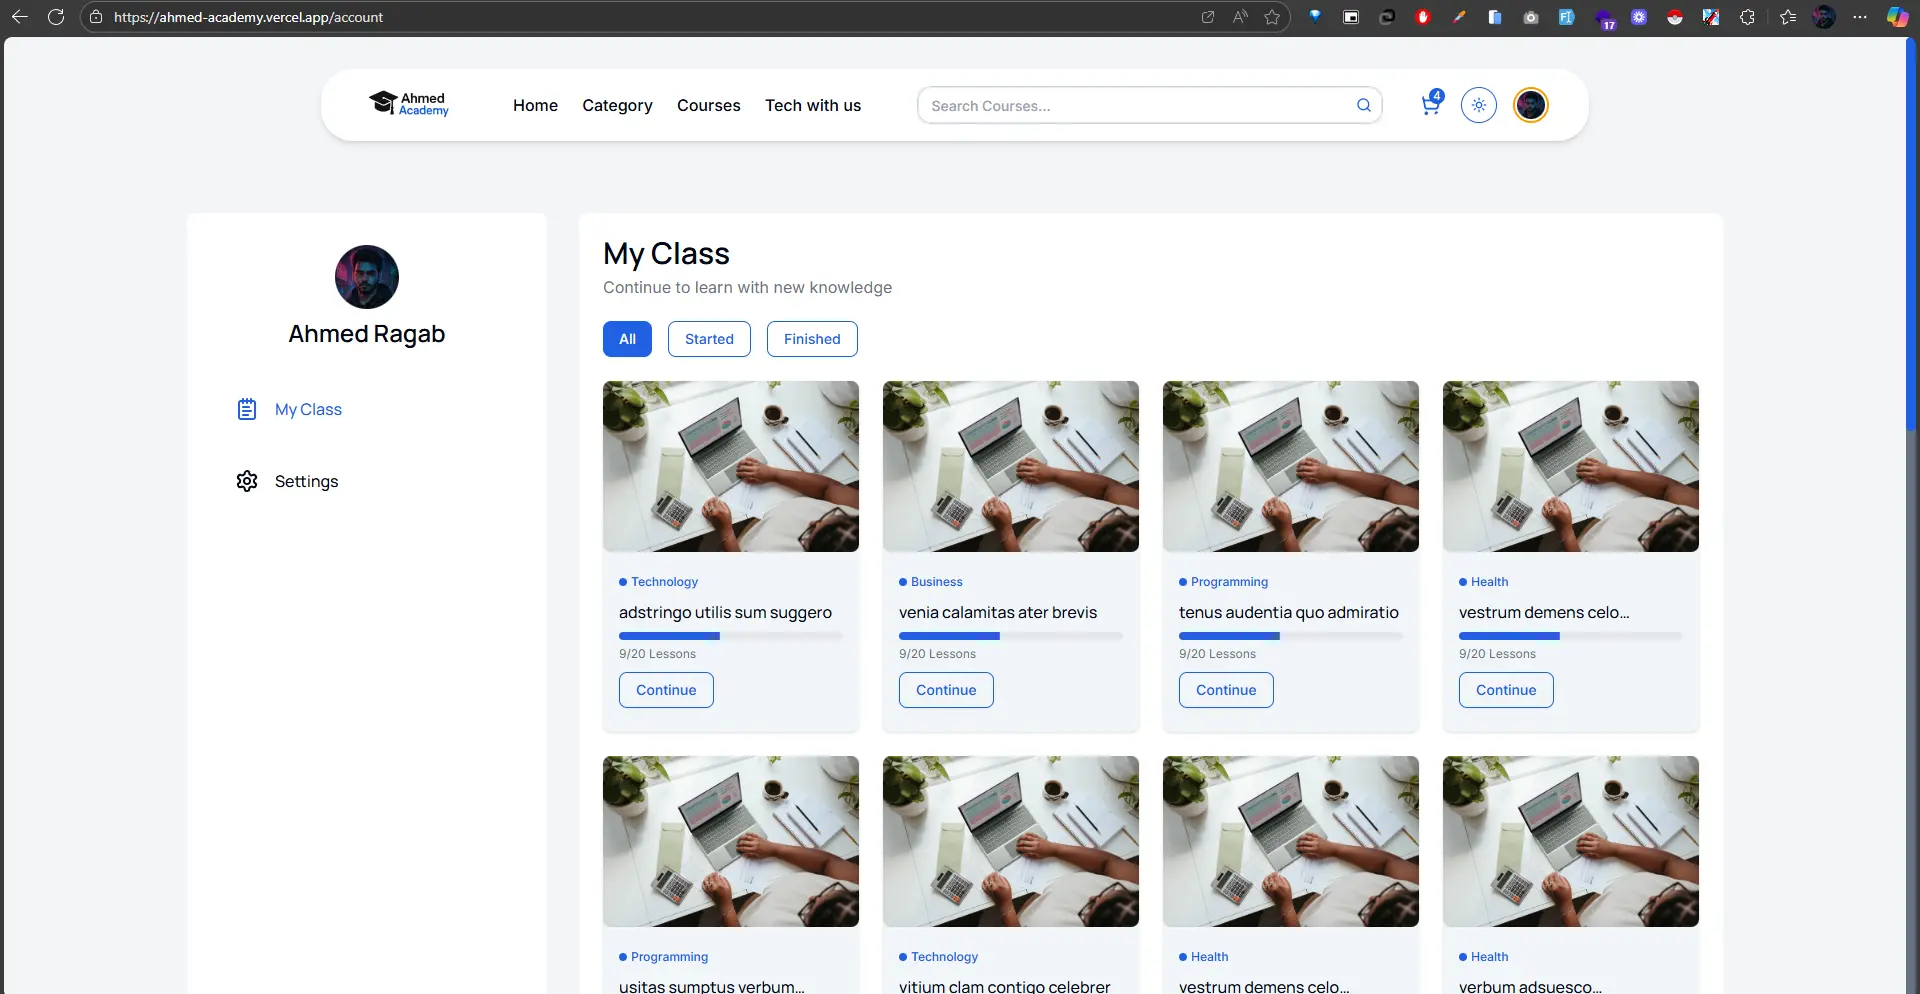 https://ahmed-academy.vercel.app/account
17
Ahmed
Academy
Home
Category
Courses
Tech with us
Search Courses...
4
Ahmed Ragab
My Class
Settings
My Class
Continue to learn with new knowledge
All
Started
Finished
Technology
adstringo utilis sum suggero
9/20 Lessons
Continue
Business
venia calamitas ater brevis
9/20 Lessons
Continue
Programming
tenus audentia quo admiratio
9/20 Lessons
Continue
Health
vestrum demens celo...
9/20 Lessons
Continue
Programming
usitas sumptus verbum...
Technology
vitium clam contigo celebrer
Health
vestrum demens celo...
Health
verbum adsuesco...